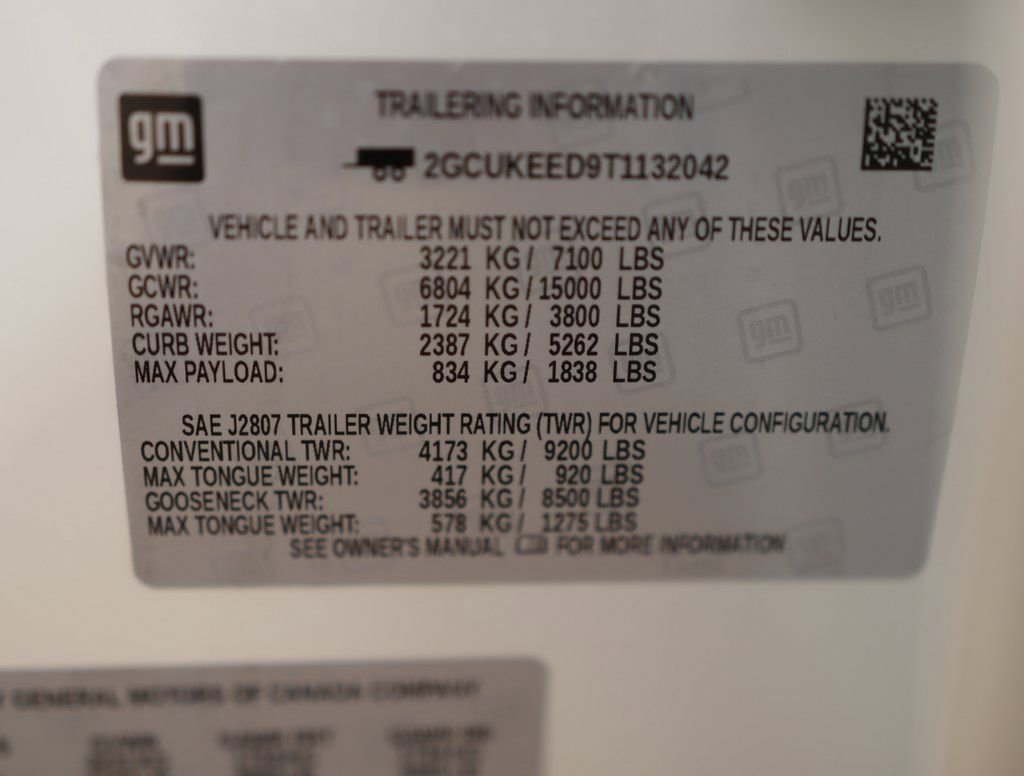 gm
TRAILERING INFORMATION
2GCUKEED9T1132042
VEHICLE AND TRAILER MUST NOT EXCEED ANY OF THESE VALUES.
GVWR: 3221 KG / 7100 LBS
GCWR: 6804 KG / 15000 LBS
RGAWR: 1724 KG / 3800 LBS
CURB WEIGHT: 2387 KG / 5262 LBS
MAX PAYLOAD: 834 KG / 1838 LBS
SAE J2807 TRAILER WEIGHT RATING (TWR) FOR VEHICLE CONFIGURATION.
CONVENTIONAL TWR: 4173 KG / 9200 LBS
MAX TONGUE WEIGHT: 417 KG / 920 LBS
GOOSENECK TWR: 3856 KG / 8500 LBS
MAX TONGUE WEIGHT: 578 KG / 1275 LBS
SEE OWNER'S MANUAL FOR MORE INFORMATION
GENERAL MOTORS OF CANADA COMPANY
GVWR